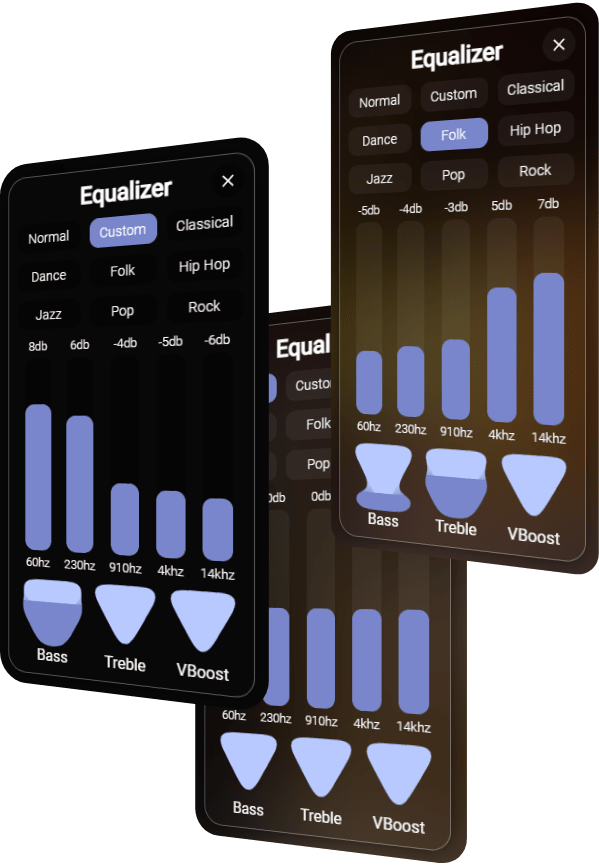 Equalizer
Normal Custom Classical
Dance Folk Hip Hop
Jazz Pop Rock
-5db -4db -3db 5db 7db
60hz 230hz 910hz 4khz 14khz
Bass Treble VBoost
Equalizer
Normal Custom Classical
Dance Folk Hip Hop
Jazz Pop Rock
8db 6db -4db -5db -6db
60hz 230hz 910hz 4khz 14khz
Bass Treble VBoost
Equal
Custo
Folk
Pop
0db 0db
60hz 230hz 910hz 4khz 14khz
Bass Treble VBoost